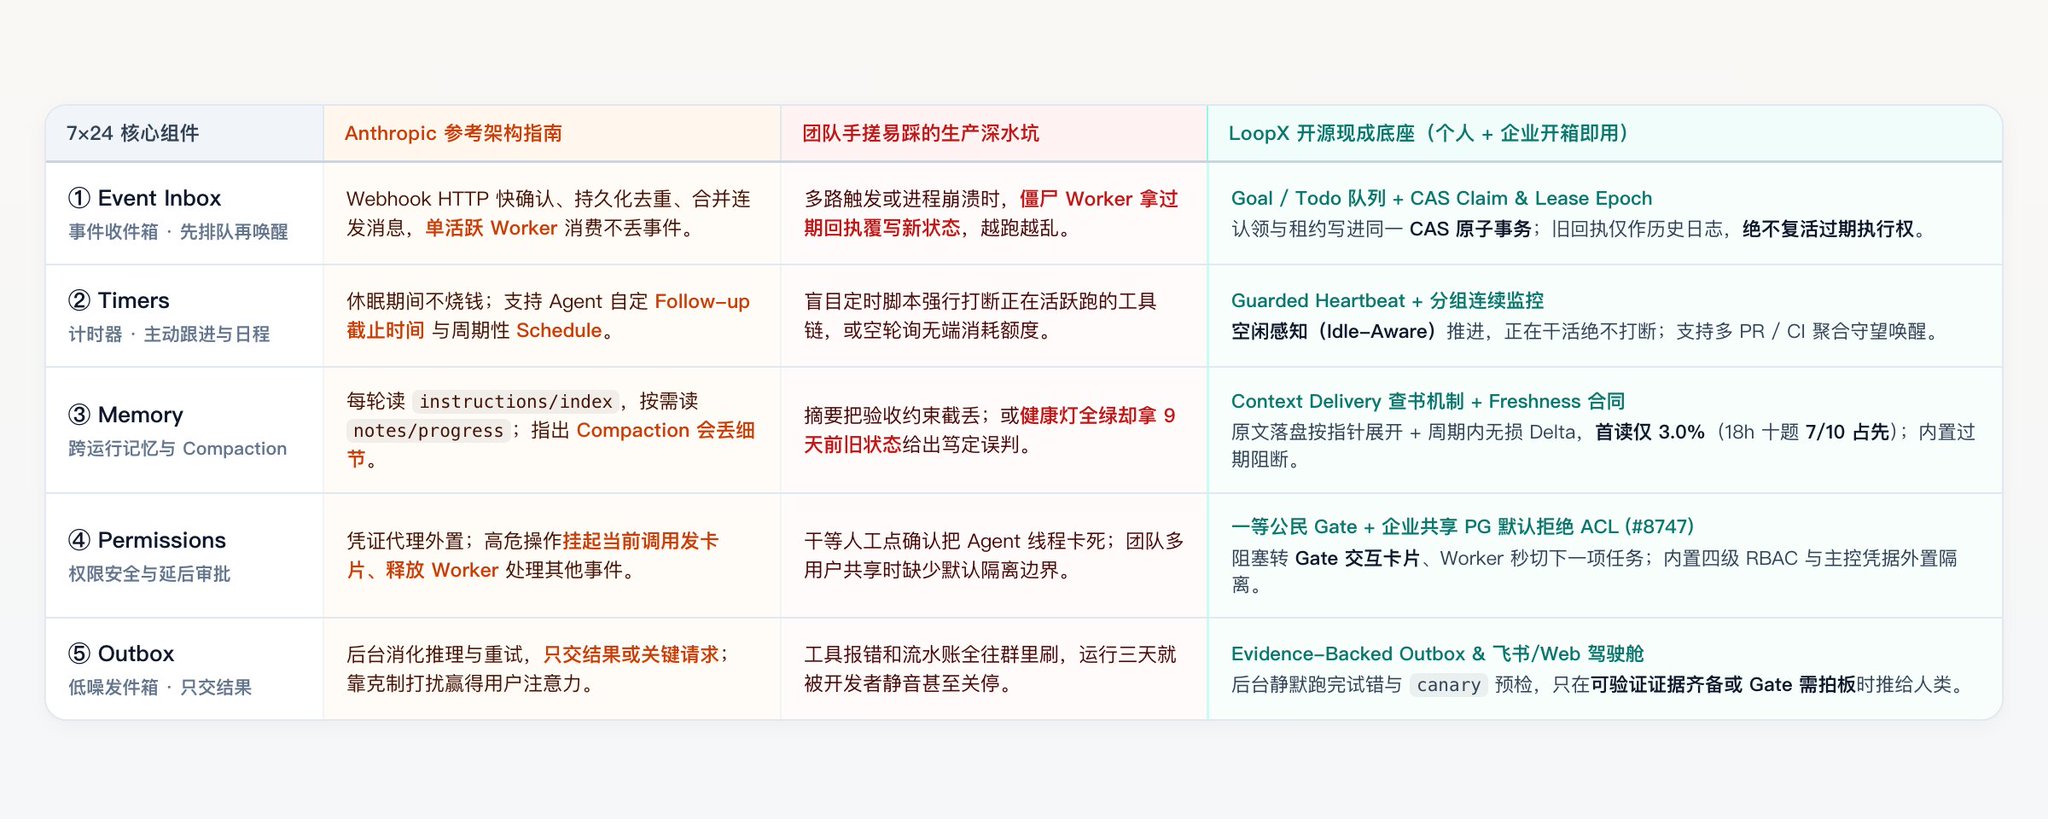 7×24 核心组件
Anthropic 参考架构指南
团队手搓易踩的生产深水坑
LoopX 开源现成底座（个人 + 企业开箱即用）
① Event Inbox
事件收件箱 · 先排队再唤醒
Webhook HTTP 快确认、持久化去重、合并连
发消息，单活跃 Worker 消费不丢事件。
多路触发或进程崩溃时，僵尸 Worker 拿过
期回执覆写新状态，越跑越乱。
Goal / Todo 队列 + CAS Claim & Lease Epoch
认领与租约写进同一 CAS 原子事务；旧回执仅作历史日志，绝不复活过期执行权。
② Timers
计时器 · 主动跟进与日程
休眠期间不烧钱；支持 Agent 自定 Follow-up
截止时间 与周期性 Schedule。
盲目定时脚本强行打断正在活跃跑的工具
链，或空轮询无端消耗额度。
Guarded Heartbeat + 分组连续监控
空闲感知（Idle-Aware）推进，正在干活绝不打断；支持多 PR / CI 聚合守望唤醒。
③ Memory
跨运行记忆与 Compaction
每轮读 instructions/index，按需读
notes/progress；指出 Compaction 会丢细
节。
摘要把验收约束截丢；或健康灯全绿却拿 9
天前旧状态给出笃定误判。
Context Delivery 查书机制 + Freshness 合同
原文落盘按指针展开 + 周期内无损 Delta，首读仅 3.0%（18h 十题 7/10 占先）；内置过
期阻断。
④ Permissions
权限安全与延后审批
凭证代理外置；高危操作挂起当前调用发卡
片、释放 Worker 处理其他事件。
干等人工点确认把 Agent 线程卡死；团队多
用户共享时缺少默认隔离边界。
一等公民 Gate + 企业共享 PG 默认拒绝 ACL (#8747)
阻塞转 Gate 交互卡片、Worker 秒切下一项任务；内置四级 RBAC 与主控凭据外置隔
离。
⑤ Outbox
低噪发件箱 · 只交结果
后台消化推理与重试，只交结果或关键请求；
靠克制打扰赢得用户注意力。
工具报错和流水账全往群里刷，运行三天就
被开发者静音甚至关停。
Evidence-Backed Outbox & 飞书/Web 驾驶舱
后台静默跑完试错与 canary 预检，只在可验证证据齐备或 Gate 需拍板时推给人类。